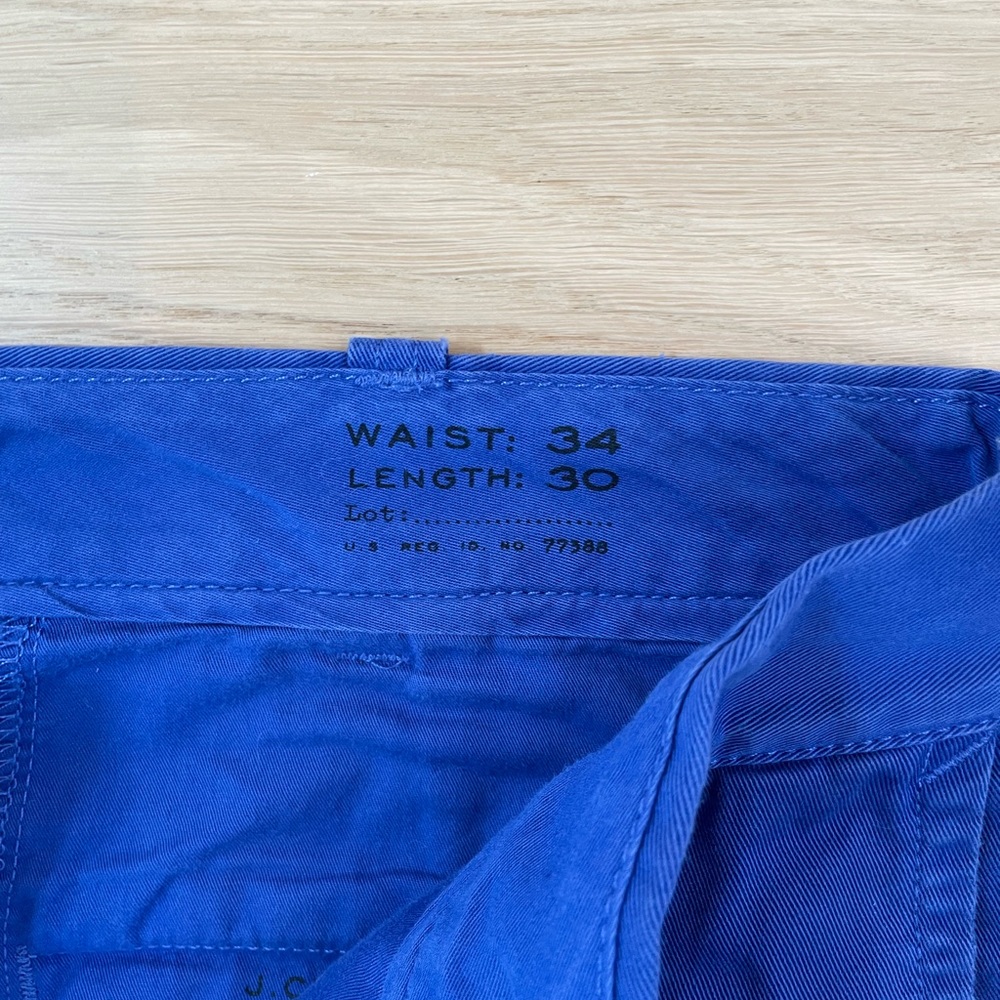 WAIST: 34
LENGTH: 30
Lot:....................
U.S REG. ID. NO 77388
J.C